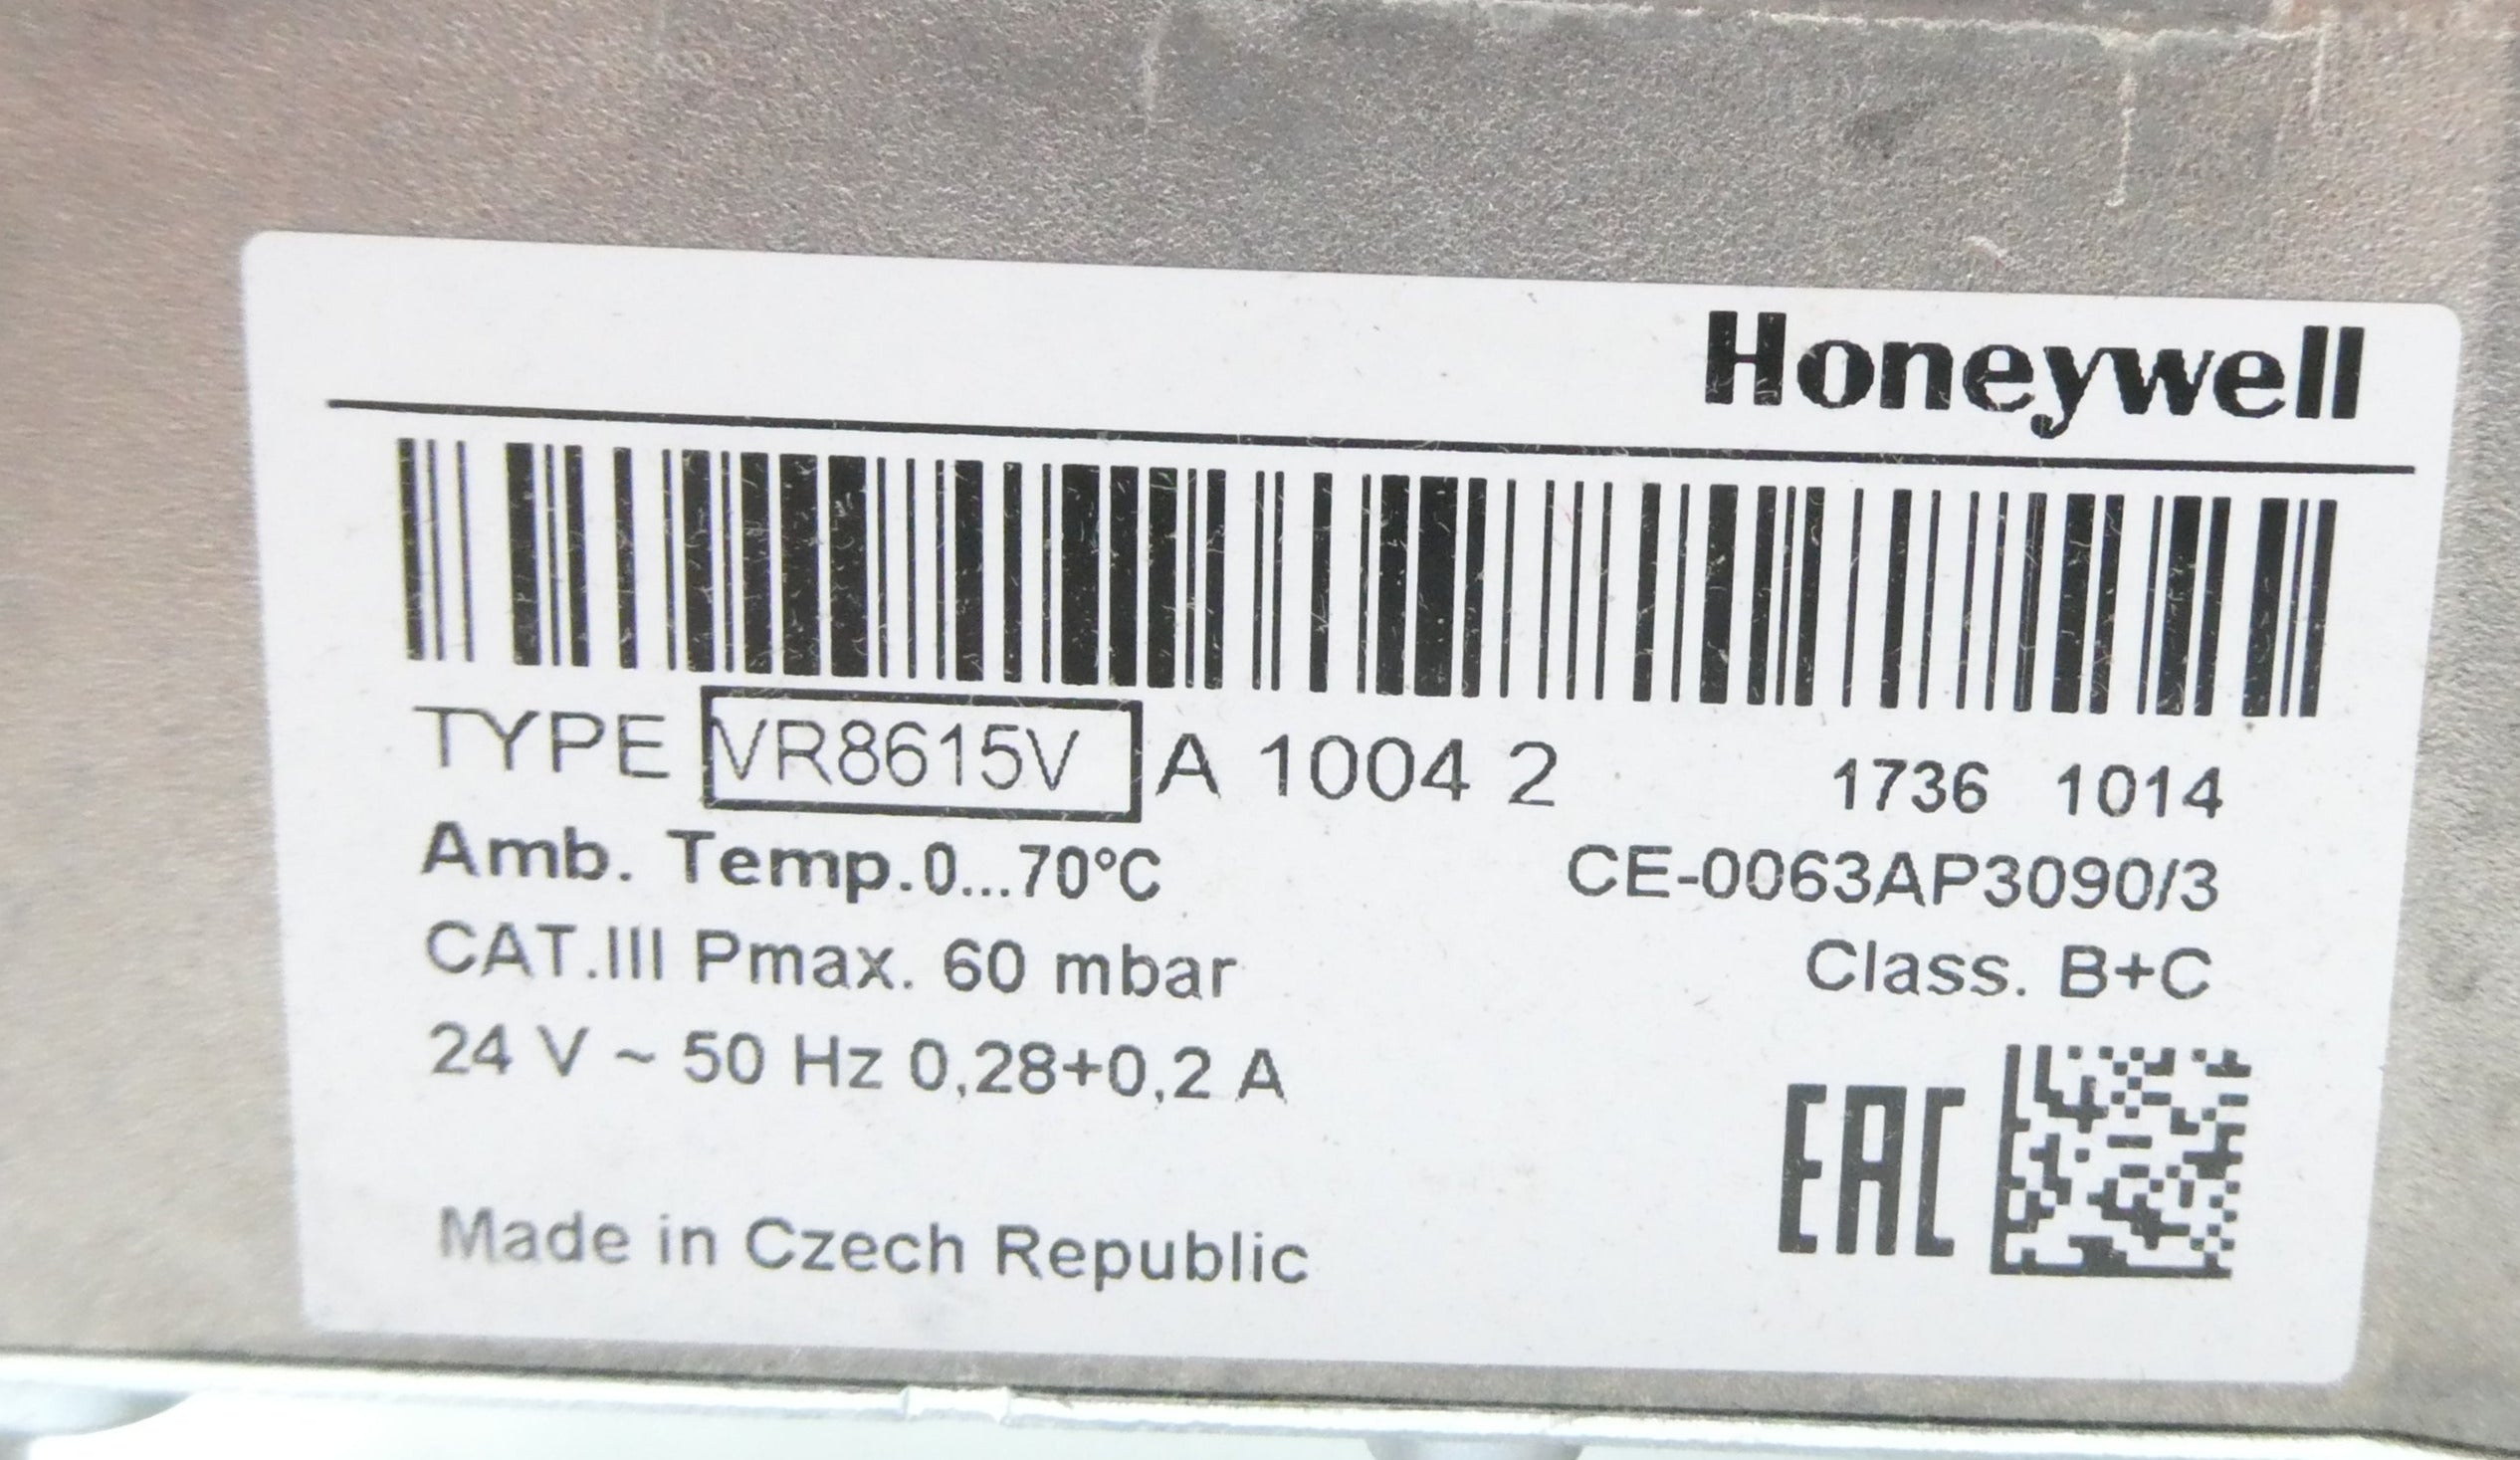 Honeywell
TYPE VR8615V A 1004 2 1736 1014
Amb. Temp.0...70°C CE-0063AP3090/3
CAT.III Pmax. 60 mbar Class. B+C
24 V ~ 50 Hz 0,28+0,2 A
EAC
Made in Czech Republic